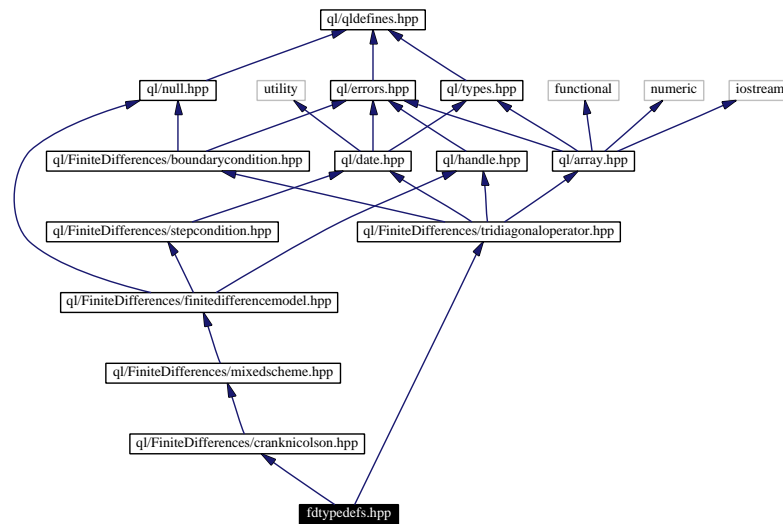 ql/qldefines.hpp
ql/null.hpp
utility
ql/errors.hpp
ql/types.hpp
functional
numeric
iostream
ql/FiniteDifferences/boundarycondition.hpp
ql/date.hpp
ql/handle.hpp
ql/array.hpp
ql/FiniteDifferences/stepcondition.hpp
ql/FiniteDifferences/tridiagonaloperator.hpp
ql/FiniteDifferences/finitedifferencemodel.hpp
ql/FiniteDifferences/mixedscheme.hpp
ql/FiniteDifferences/cranknicolson.hpp
fdtypedefs.hpp